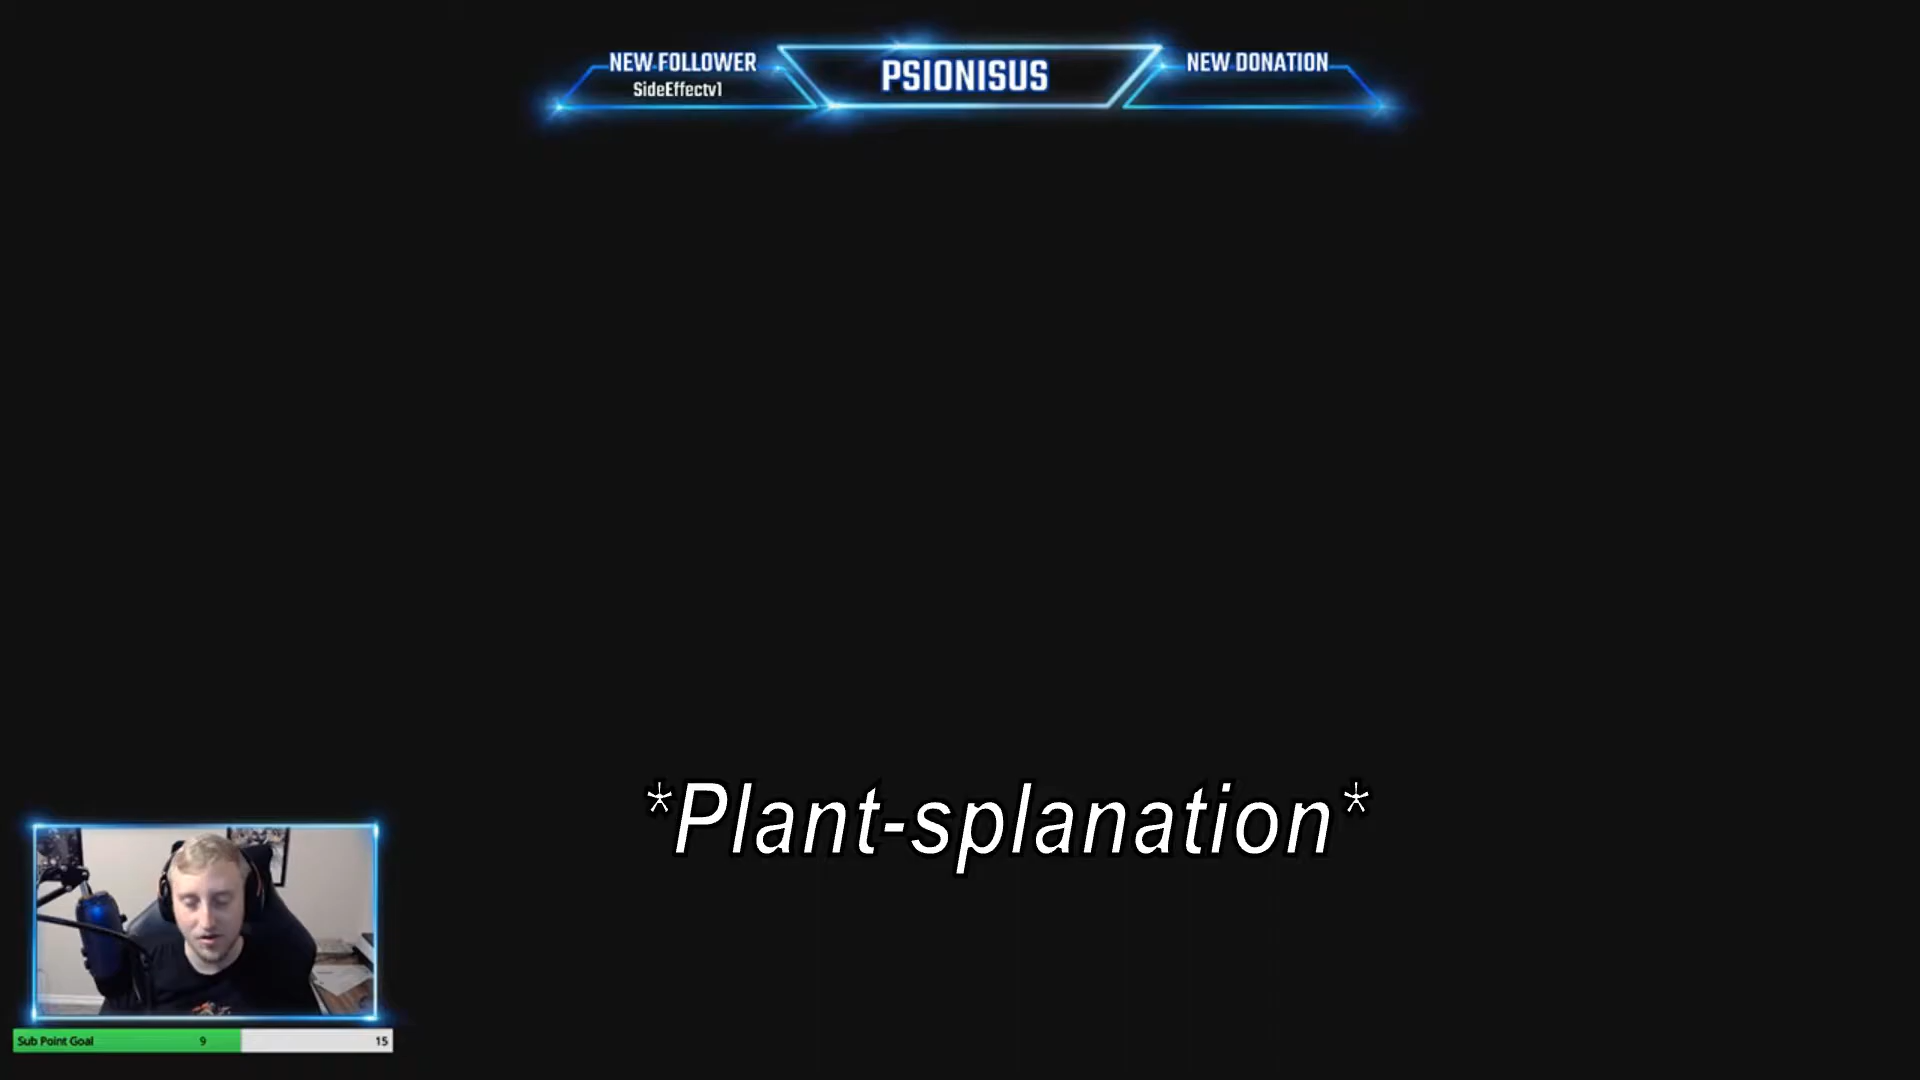 NEW FOLLOWER
SideEffectv1
PSIONISUS
NEW DONATION
*Plant-splanation*
Sub Point Goal 9 15